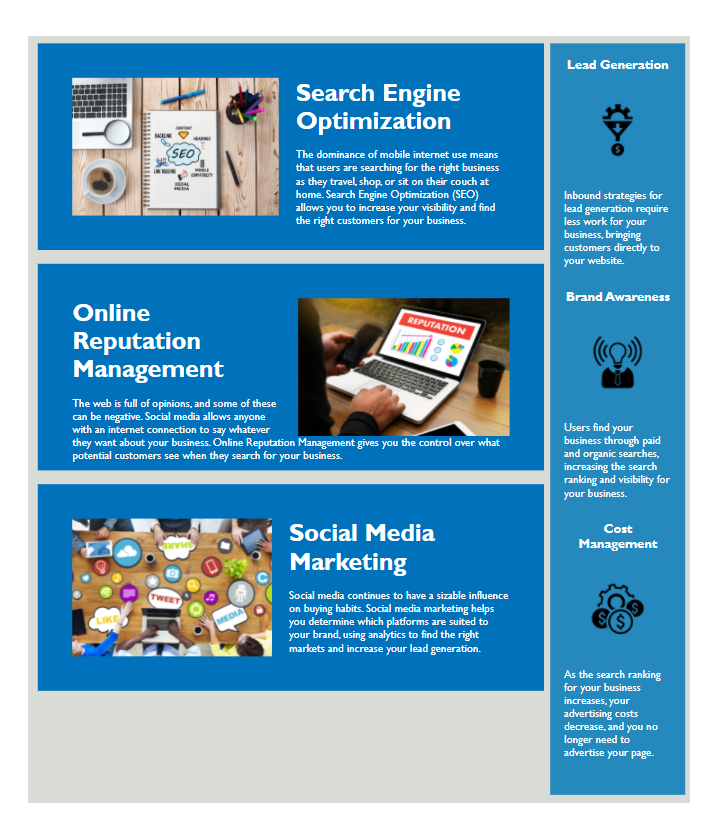 Search Engine
Optimization
The dominance of mobile internet use means
that users are searching for the right business
as they travel, shop, or sit on their couch at
home. Search Engine Optimization (SEO)
allows you to increase your visibility and find
the right customers for your business.
CONTENT
BACKLINK
HEADINGS
SEO
LINK BUILDING
MOBILE
COMPATIBILITY
SOCIAL
MEDIA
Online
Reputation
Management
The web is full of opinions, and some of these
can be negative. Social media allows anyone
with an internet connection to say whatever
they want about your business. Online Reputation Management gives you the control over what
potential customers see when they search for your business.
REPUTATION
Social Media
Marketing
Social media continues to have a sizable influence
on buying habits. Social media marketing helps
you determine which platforms are suited to
your brand, using analytics to find the right
markets and increase your lead generation.
SHARE
TWEET
LIKE
MEDIA
Lead Generation
$
Inbound strategies for
lead generation require
less work for your
business, bringing
customers directly to
your website.
Brand Awareness
Users find your
business through paid
and organic searches,
increasing the search
ranking and visibility for
your business.
Cost
Management
$ $ $
As the search ranking
for your business
increases, your
advertising costs
decrease, and you no
longer need to
advertise your page.